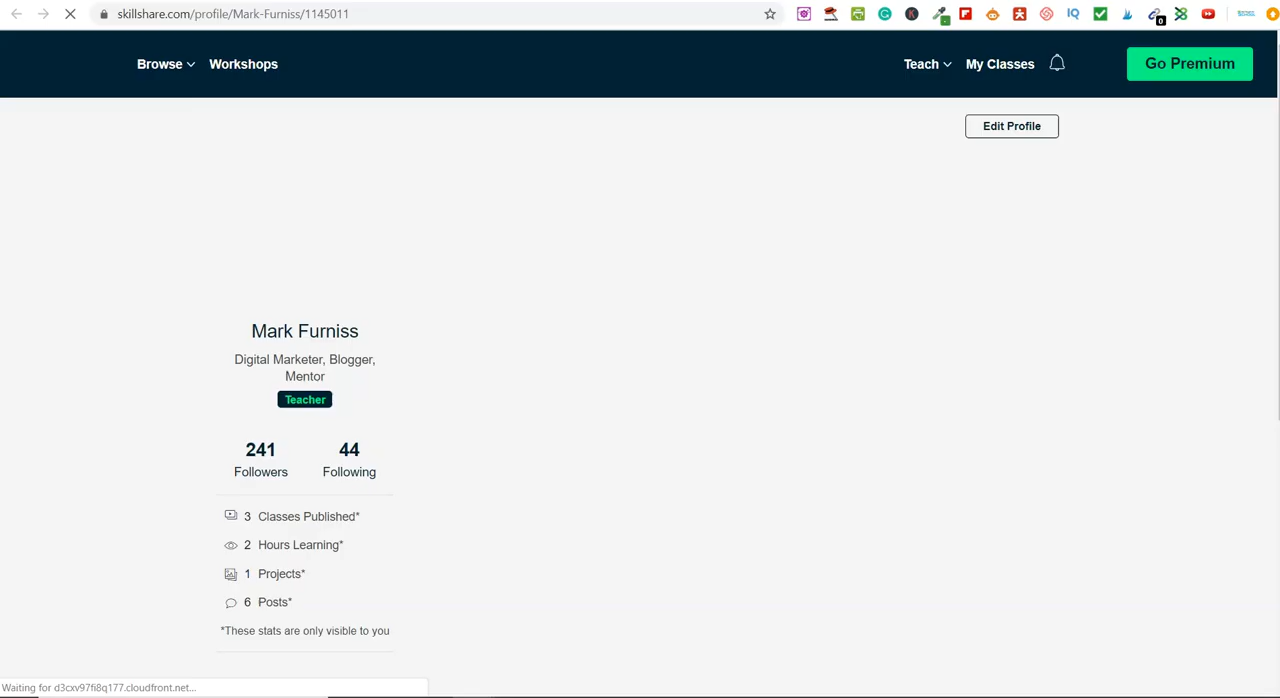 skillshare.com/profile/Mark-Furniss/1145011
Browse Workshops Teach My Classes Go Premium
Edit Profile
Mark Furniss
Digital Marketer, Blogger,
Mentor
Teacher
241 44
Followers Following
3 Classes Published*
2 Hours Learning*
1 Projects*
6 Posts*
*These stats are only visible to you
Waiting for d3cxv97fi8q177.cloudfront.net...